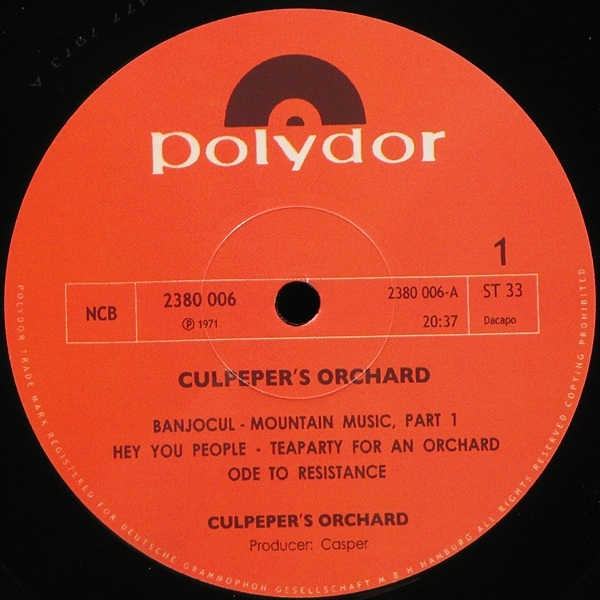 polydor
1
NCB
2380 006
℗ 1971
2380 006-A
20:37
ST 33
Dacapo
CULPEPER'S ORCHARD
BANJOCUL - MOUNTAIN MUSIC, PART 1
HEY YOU PEOPLE - TEAPARTY FOR AN ORCHARD
ODE TO RESISTANCE
CULPEPER'S ORCHARD
Producer: Casper
POLYDOR TRADE MARK REGISTERED FOR DEUTSCHE GRAMMOPHON GESELLSCHAFT M B H HAMBURG ALL RIGHTS RESERVED COPYING PROHIBITED